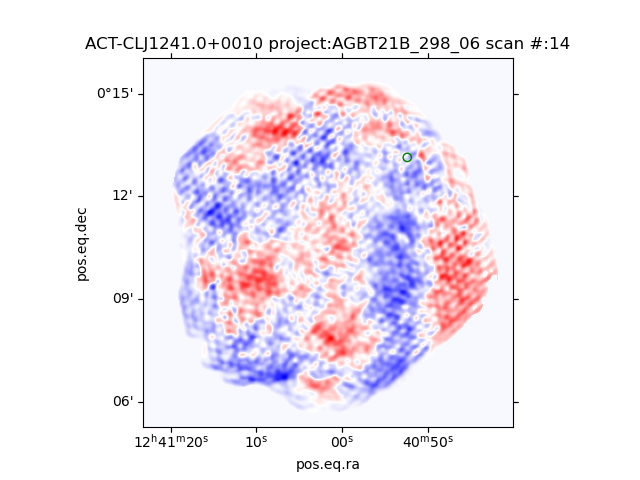 ACT-CLJ1241.0+0010 project:AGBT21B_298_06 scan #:14
0°15'
12'
09'
06'
pos.eq.dec
12ʰ41ᵐ20ˢ 10ˢ 00ˢ 40ᵐ50ˢ
pos.eq.ra